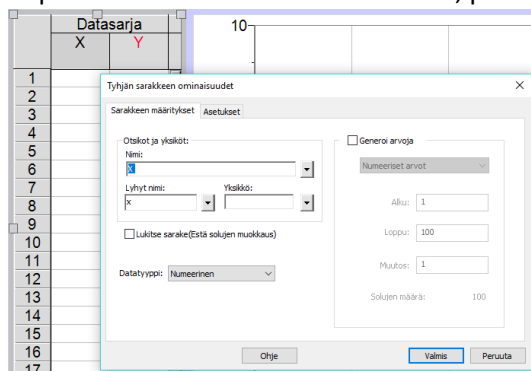 Datasarja
X Y
10
1
2
3
4
5
6
7
8
9
10
11
12
13
14
15
16
17
Tyhjän sarakkeen ominaisuudet
Sarakkeen määritykset Asetukset
Otsikot ja yksiköt:
Nimi:
X
Lyhyt nimi: Yksikkö:
x
Lukitse sarake(Estä solujen muokkaus)
Datatyyppi: Numeerinen
Generoi arvoja
Numeeriset arvot
Alku: 1
Loppu: 100
Muutos: 1
Solujen määrä: 100
Ohje Valmis Peruuta